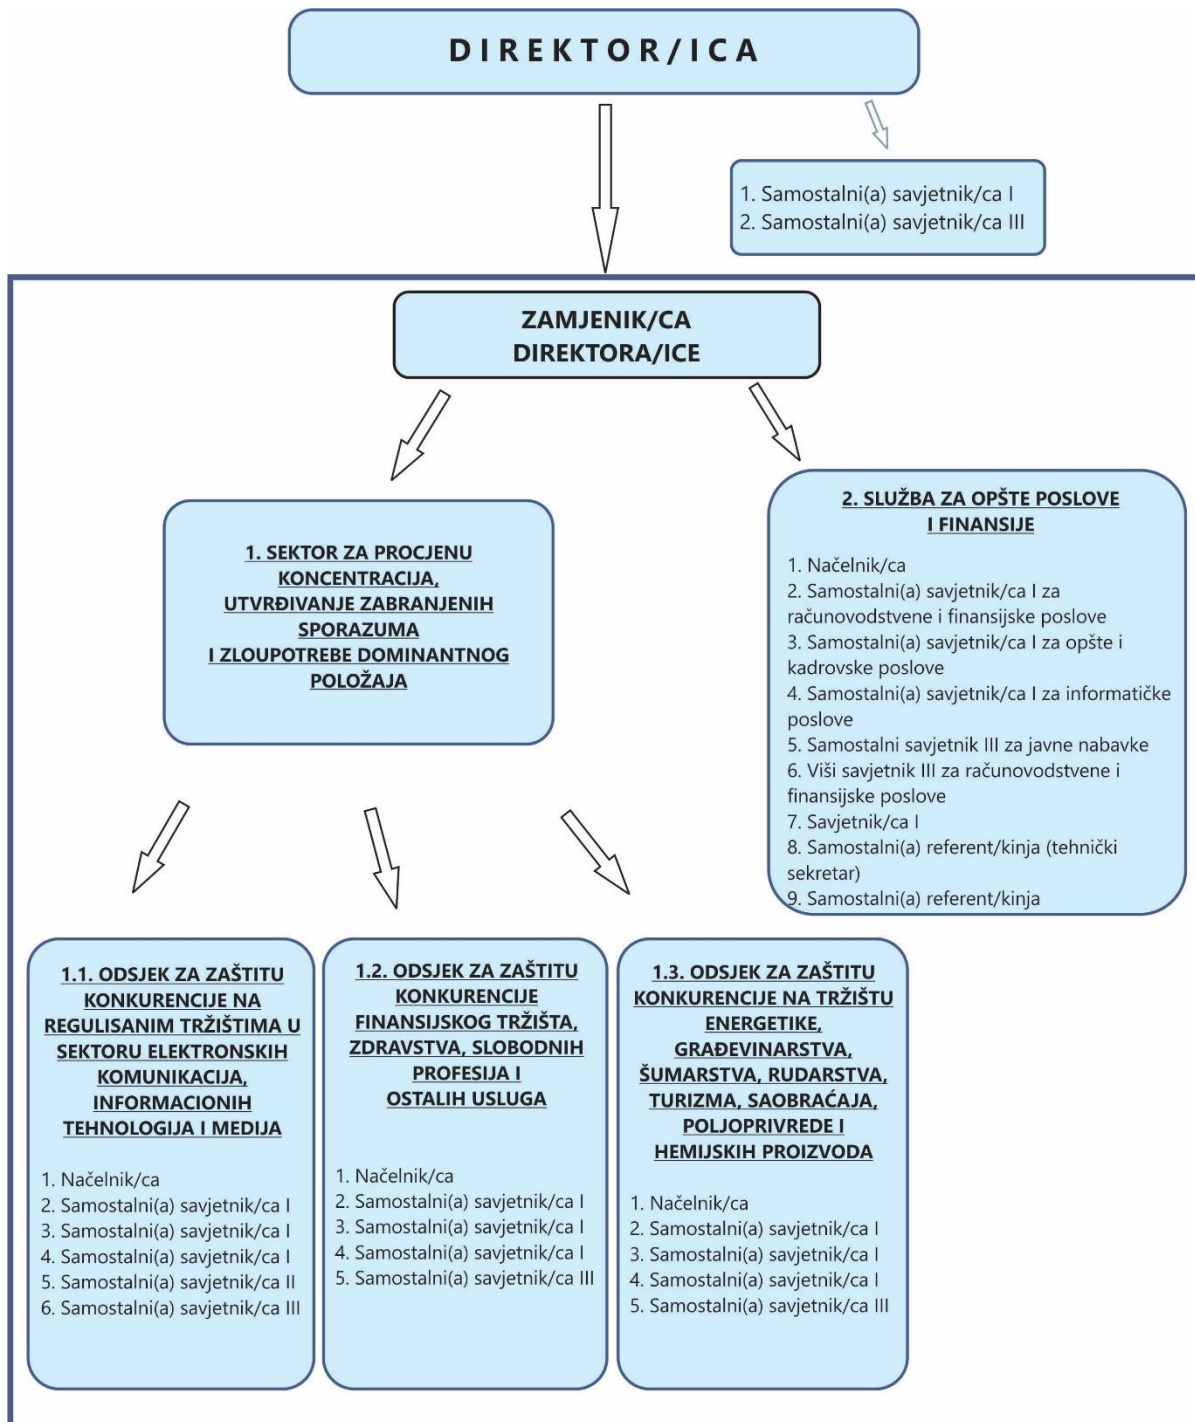 DIREKTOR/ICA
1. Samostalni(a) savjetnik/ca I
2. Samostalni(a) savjetnik/ca III
ZAMJENIK/CA
DIREKTORA/ICE
1. SEKTOR ZA PROCJENU
KONCENTRACIJA,
UTVRĐIVANJE ZABRANJENIH
SPORAZUMA
I ZLOUPOTREBE DOMINANTNOG
POLOŽAJA
2. SLUŽBA ZA OPŠTE POSLOVE
I FINANSIJE
1. Načelnik/ca
2. Samostalni(a) savjetnik/ca I za
računovodstvene i finansijske poslove
3. Samostalni(a) savjetnik/ca I za opšte i
kadrovske poslove
4. Samostalni(a) savjetnik/ca I za informatičke
poslove
5. Samostalni savjetnik III za javne nabavke
6. Viši savjetnik III za računovodstvene i
finansijske poslove
7. Savjetnik/ca I
8. Samostalni(a) referent/kinja (tehnički
sekretar)
9. Samostalni(a) referent/kinja
1.1. ODSJEK ZA ZAŠTITU
KONKURENCIJE NA
REGULISANIM TRŽIŠTIMA U
SEKTORU ELEKTRONSKIH
KOMUNIKACIJA,
INFORMACIONIH
TEHNOLOGIJA I MEDIJA
1. Načelnik/ca
2. Samostalni(a) savjetnik/ca I
3. Samostalni(a) savjetnik/ca I
4. Samostalni(a) savjetnik/ca I
5. Samostalni(a) savjetnik/ca II
6. Samostalni(a) savjetnik/ca III
1.2. ODSJEK ZA ZAŠTITU
KONKURENCIJE
FINANSIJSKOG TRŽIŠTA,
ZDRAVSTVA, SLOBODNIH
PROFESIJA I
OSTALIH USLUGA
1. Načelnik/ca
2. Samostalni(a) savjetnik/ca I
3. Samostalni(a) savjetnik/ca I
4. Samostalni(a) savjetnik/ca I
5. Samostalni(a) savjetnik/ca III
1.3. ODSJEK ZA ZAŠTITU
KONKURENCIJE NA TRŽIŠTU
ENERGETIKE,
GRAĐEVINARSTVA,
ŠUMARSTVA, RUDARSTVA,
TURIZMA, SAOBRAĆAJA,
POLJOPRIVREDE I
HEMIJSKIH PROIZVODA
1. Načelnik/ca
2. Samostalni(a) savjetnik/ca I
3. Samostalni(a) savjetnik/ca I
4. Samostalni(a) savjetnik/ca I
5. Samostalni(a) savjetnik/ca III